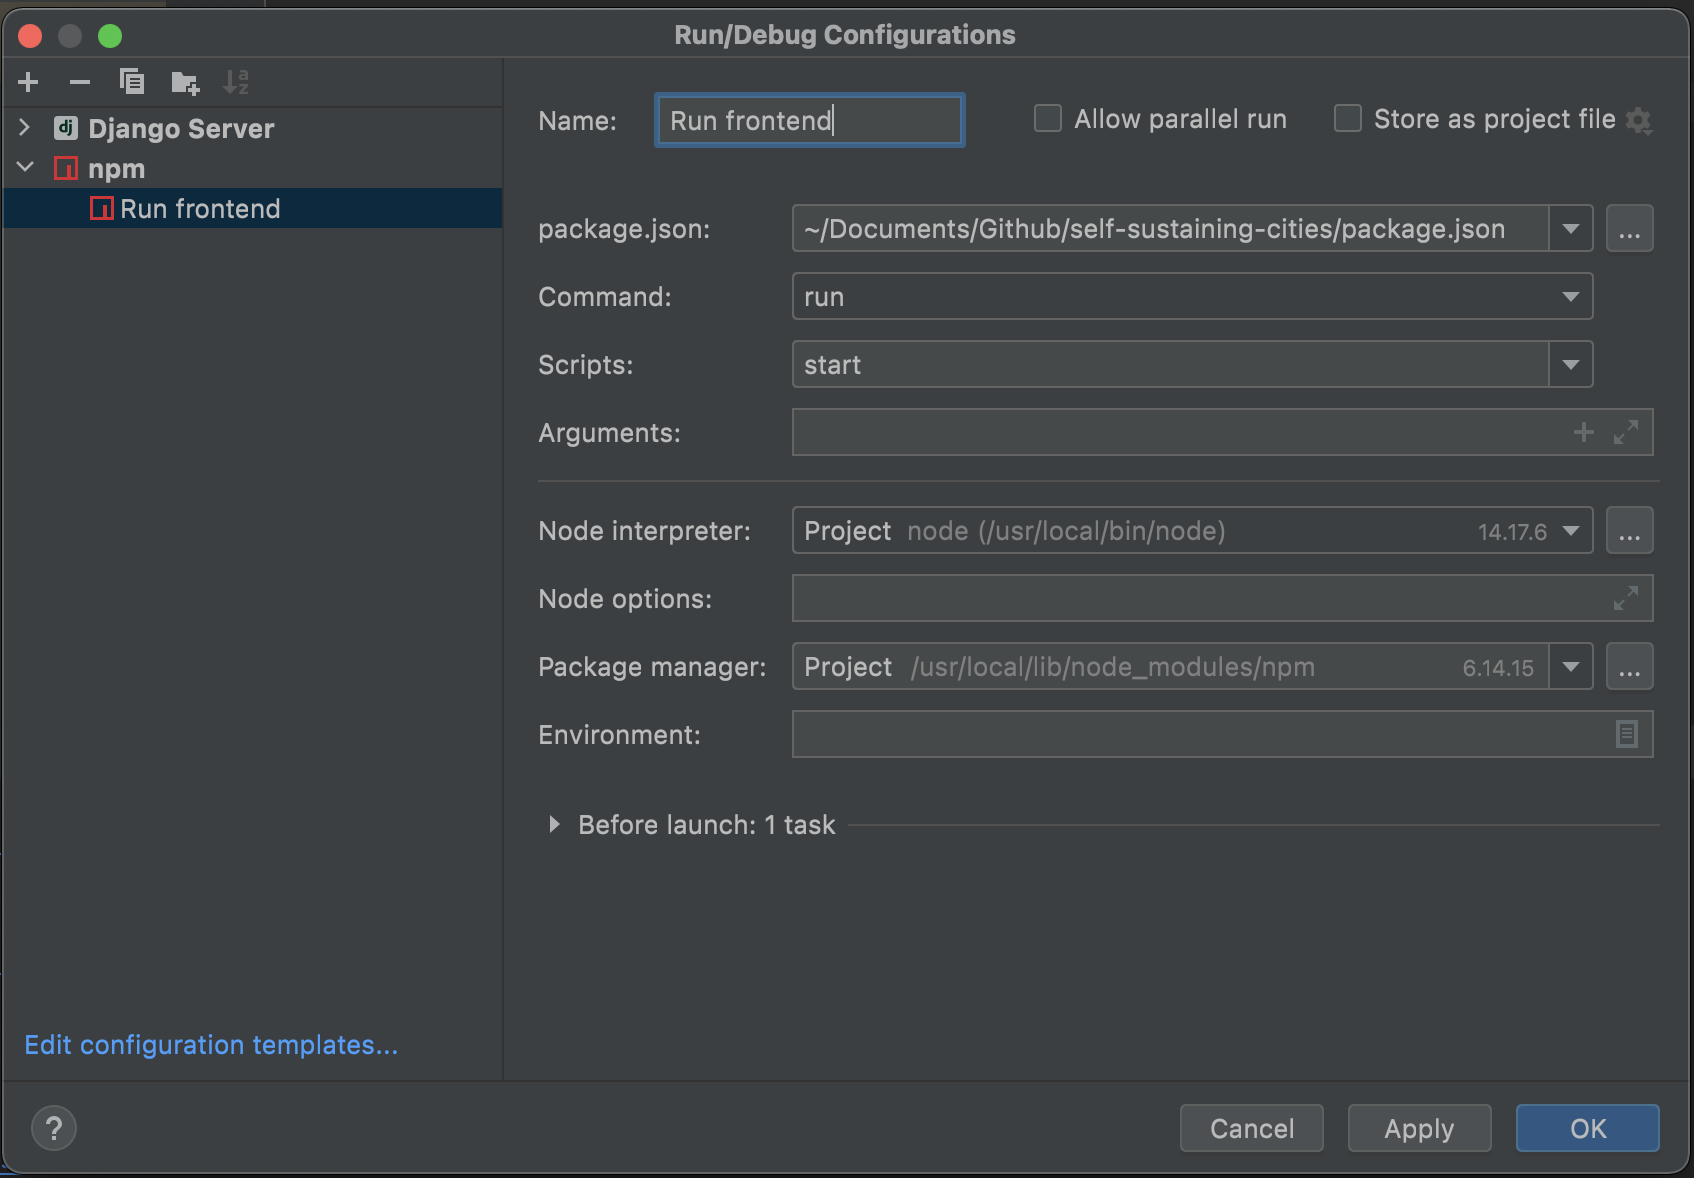 Run/Debug Configurations
Django Server
npm
Run frontend
Edit configuration templates...
Name: Run frontend Allow parallel run Store as project file
package.json: ~/Documents/Github/self-sustaining-cities/package.json ...
Command: run
Scripts: start
Arguments:
Node interpreter: Project node (/usr/local/bin/node) 14.17.6 ...
Node options:
Package manager: Project /usr/local/lib/node_modules/npm 6.14.15 ...
Environment:
Before launch: 1 task
? Cancel Apply OK